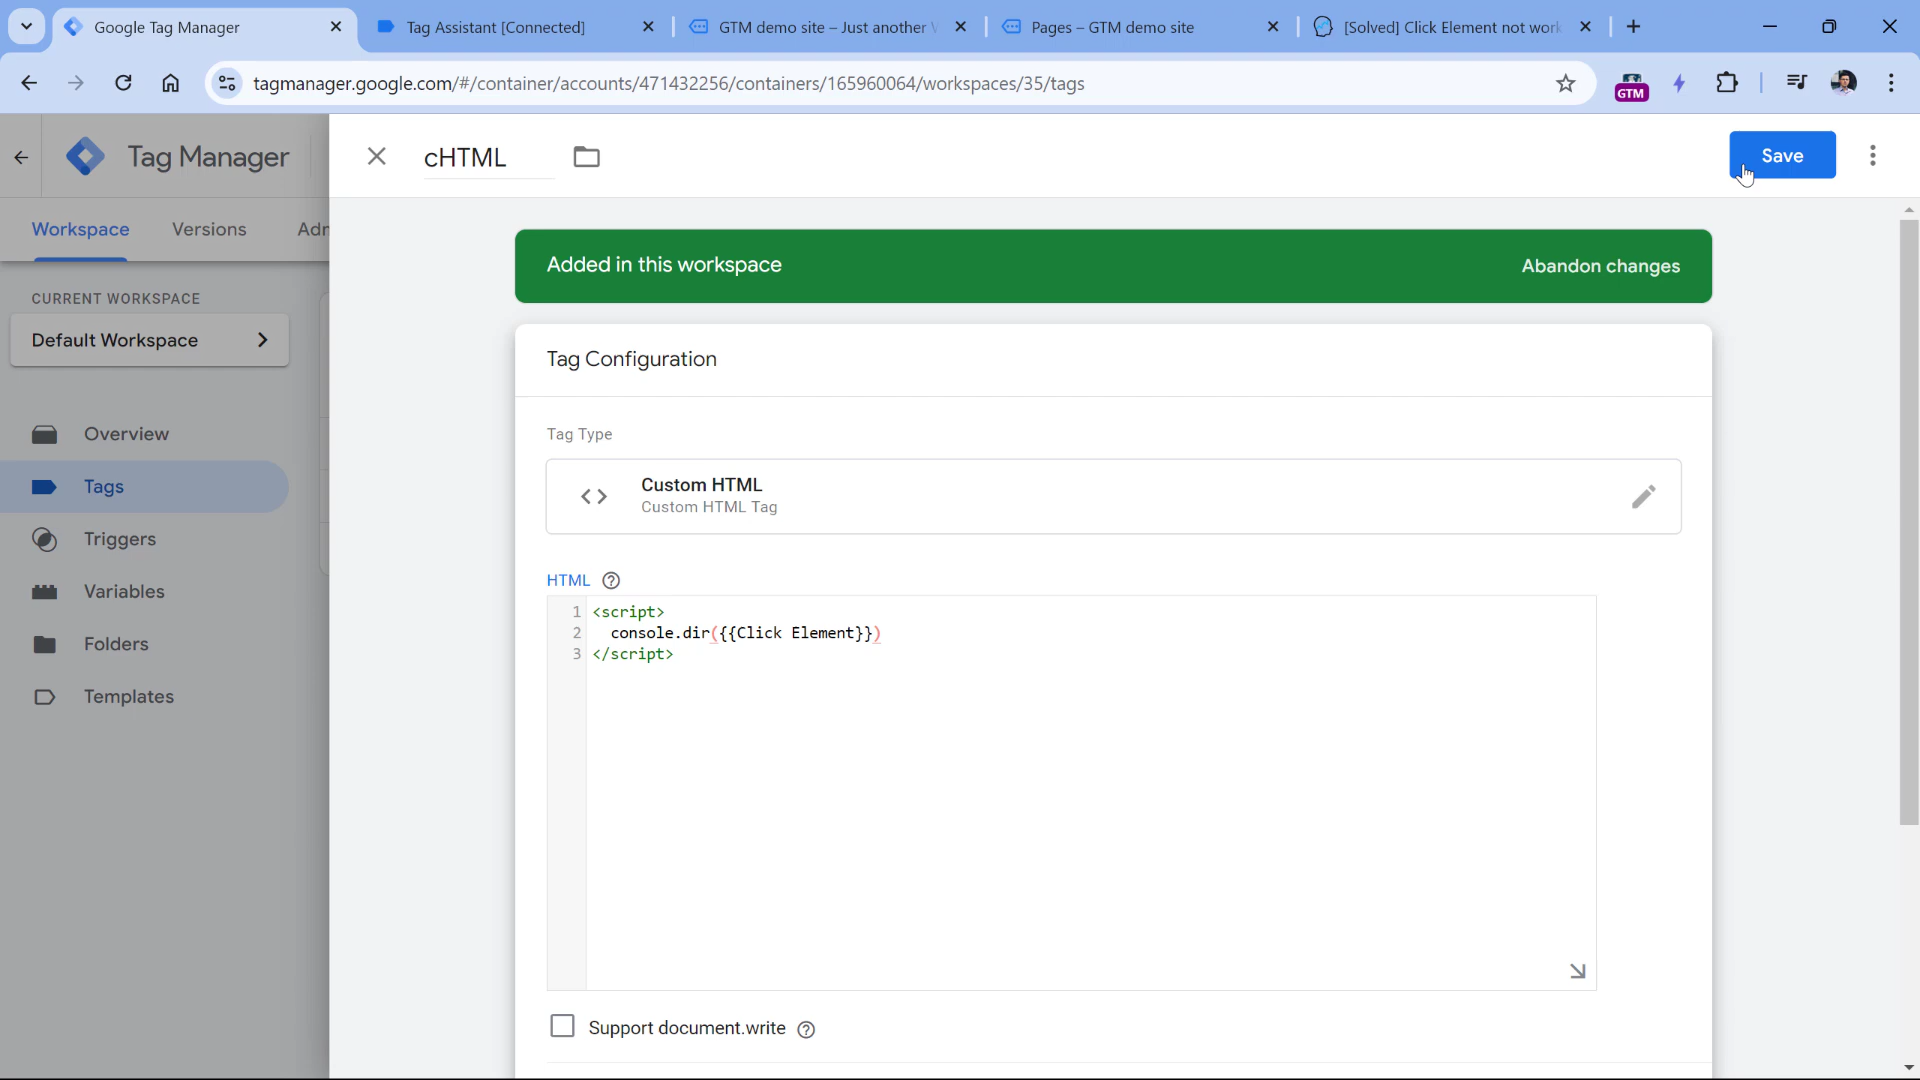 Google Tag Manager
Tag Assistant [Connected]
GTM demo site – Just another
Pages – GTM demo site
[Solved] Click Element not work
tagmanager.google.com/#/container/accounts/471432256/containers/165960064/workspaces/35/tags
GTM
Tag Manager
cHTML
Save
Workspace
Versions
Adm
Added in this workspace
Abandon changes
CURRENT WORKSPACE
Default Workspace
Tag Configuration
Overview
Tag Type
Tags
Custom HTML
Custom HTML Tag
Triggers
Variables
HTML
1 <script>
2 console.dir({{Click Element}})
3 </script>
Folders
Templates
Support document.write